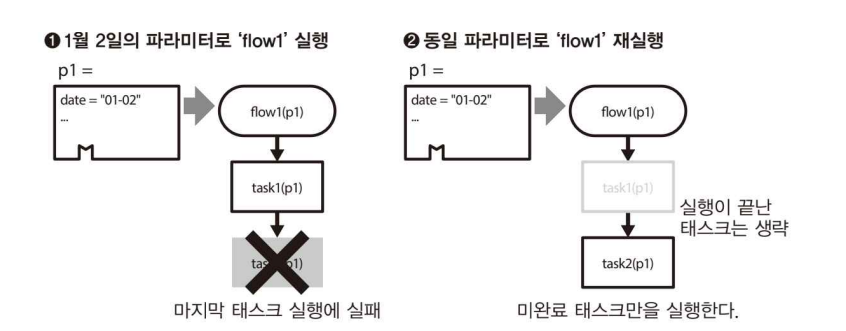 ❶ 1월 2일의 파라미터로 ‘flow1’ 실행
p1 =
date = "01-02"
...
flow1(p1)
task1(p1)
마지막 태스크 실행에 실패
❷ 동일 파라미터로 ‘flow1’ 재실행
p1 =
date = "01-02"
...
flow1(p1)
task1(p1)
실행이 끝난
태스크는 생략
task2(p1)
미완료 태스크만을 실행한다.